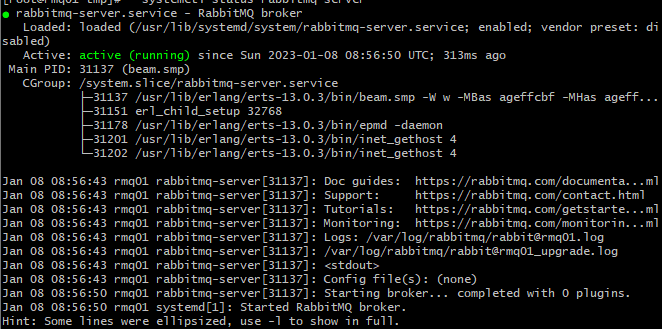 ● rabbitmq-server.service - RabbitMQ broker
   Loaded: loaded (/usr/lib/systemd/system/rabbitmq-server.service; enabled; vendor preset: di
sabled)
   Active: active (running) since Sun 2023-01-08 08:56:50 UTC; 313ms ago
 Main PID: 31137 (beam.smp)
   CGroup: /system.slice/rabbitmq-server.service
           ├─31137 /usr/lib/erlang/erts-13.0.3/bin/beam.smp -W w -MBas ageffcbf -MHas ageff...
           ├─31151 erl_child_setup 32768
           ├─31178 /usr/lib/erlang/erts-13.0.3/bin/epmd -daemon
           ├─31201 /usr/lib/erlang/erts-13.0.3/bin/inet_gethost 4
           └─31202 /usr/lib/erlang/erts-13.0.3/bin/inet_gethost 4
Jan 08 08:56:43 rmq01 rabbitmq-server[31137]: Doc guides:  https://rabbitmq.com/documenta...ml
Jan 08 08:56:43 rmq01 rabbitmq-server[31137]: Support:     https://rabbitmq.com/contact.html
Jan 08 08:56:43 rmq01 rabbitmq-server[31137]: Tutorials:   https://rabbitmq.com/getstarte...ml
Jan 08 08:56:43 rmq01 rabbitmq-server[31137]: Monitoring:  https://rabbitmq.com/monitorin...ml
Jan 08 08:56:43 rmq01 rabbitmq-server[31137]: Logs: /var/log/rabbitmq/rabbit@rmq01.log
Jan 08 08:56:43 rmq01 rabbitmq-server[31137]: /var/log/rabbitmq/rabbit@rmq01_upgrade.log
Jan 08 08:56:43 rmq01 rabbitmq-server[31137]: <stdout>
Jan 08 08:56:43 rmq01 rabbitmq-server[31137]: Config file(s): (none)
Jan 08 08:56:50 rmq01 rabbitmq-server[31137]: Starting broker... completed with 0 plugins.
Jan 08 08:56:50 rmq01 systemd[1]: Started RabbitMQ broker.
Hint: Some lines were ellipsized, use -l to show in full.